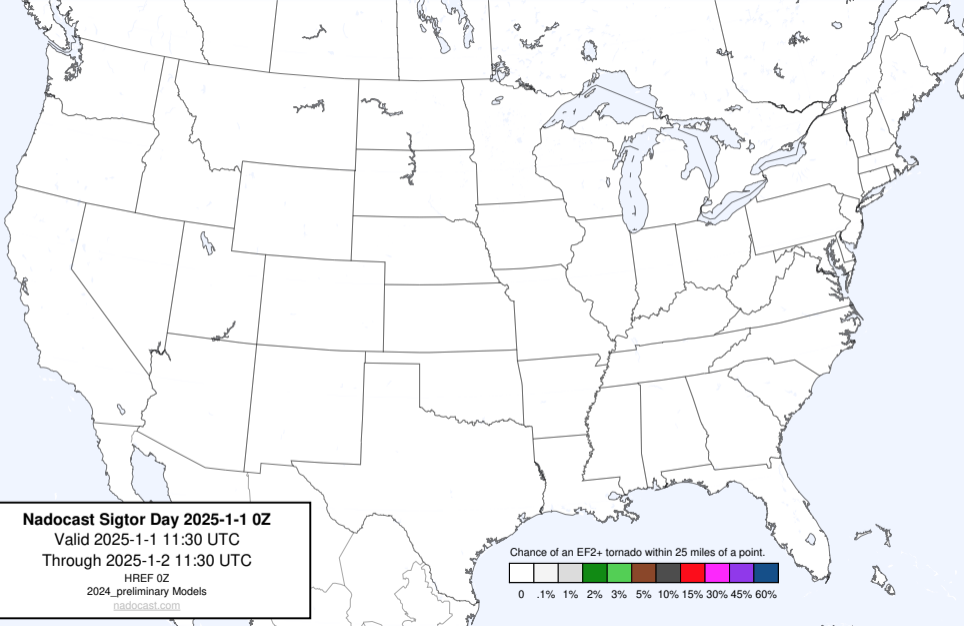 Nadocast Sigtor Day 2025-1-1 0Z
Valid 2025-1-1 11:30 UTC
Through 2025-1-2 11:30 UTC
HREF 0Z
2024_preliminary Models
nadocast.com
Chance of an EF2+ tornado within 25 miles of a point.
0 .1% 1% 2% 3% 5% 10% 15% 30% 45% 60%